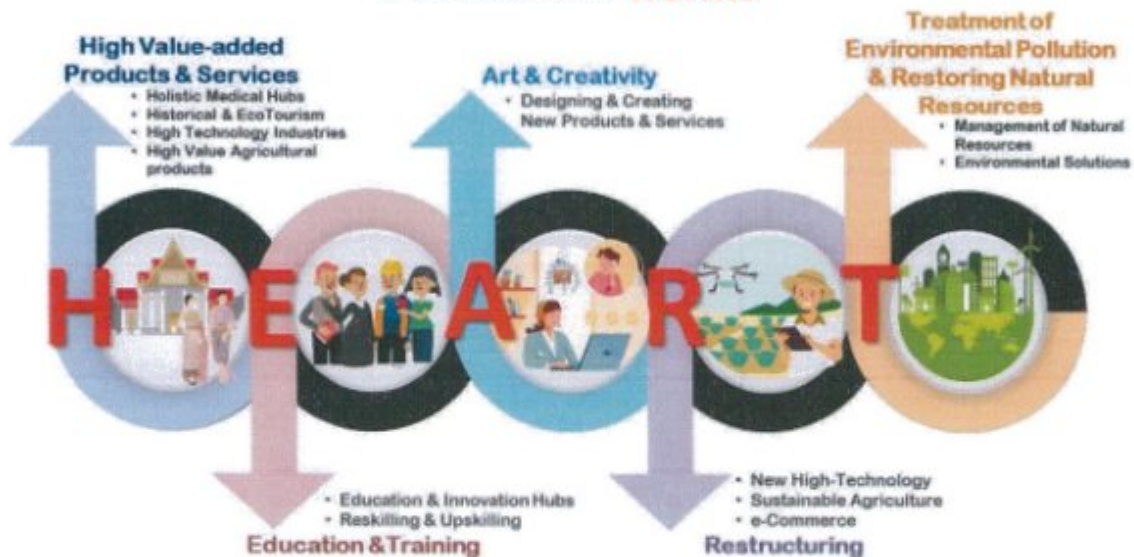 High Value-added
Products & Services
• Holistic Medical Hubs
• Historical & EcoTourism
• High Technology Industries
• High Value Agricultural
products
Art & Creativity
• Designing & Creating
New Products & Services
Treatment of
Environmental Pollution
& Restoring Natural
Resources
• Management of Natural
Resources
• Environmental Solutions
H E A R T
• Education & Innovation Hubs
• Reskilling & Upskilling
Education & Training
• New High-Technology
• Sustainable Agriculture
• e-Commerce
Restructuring